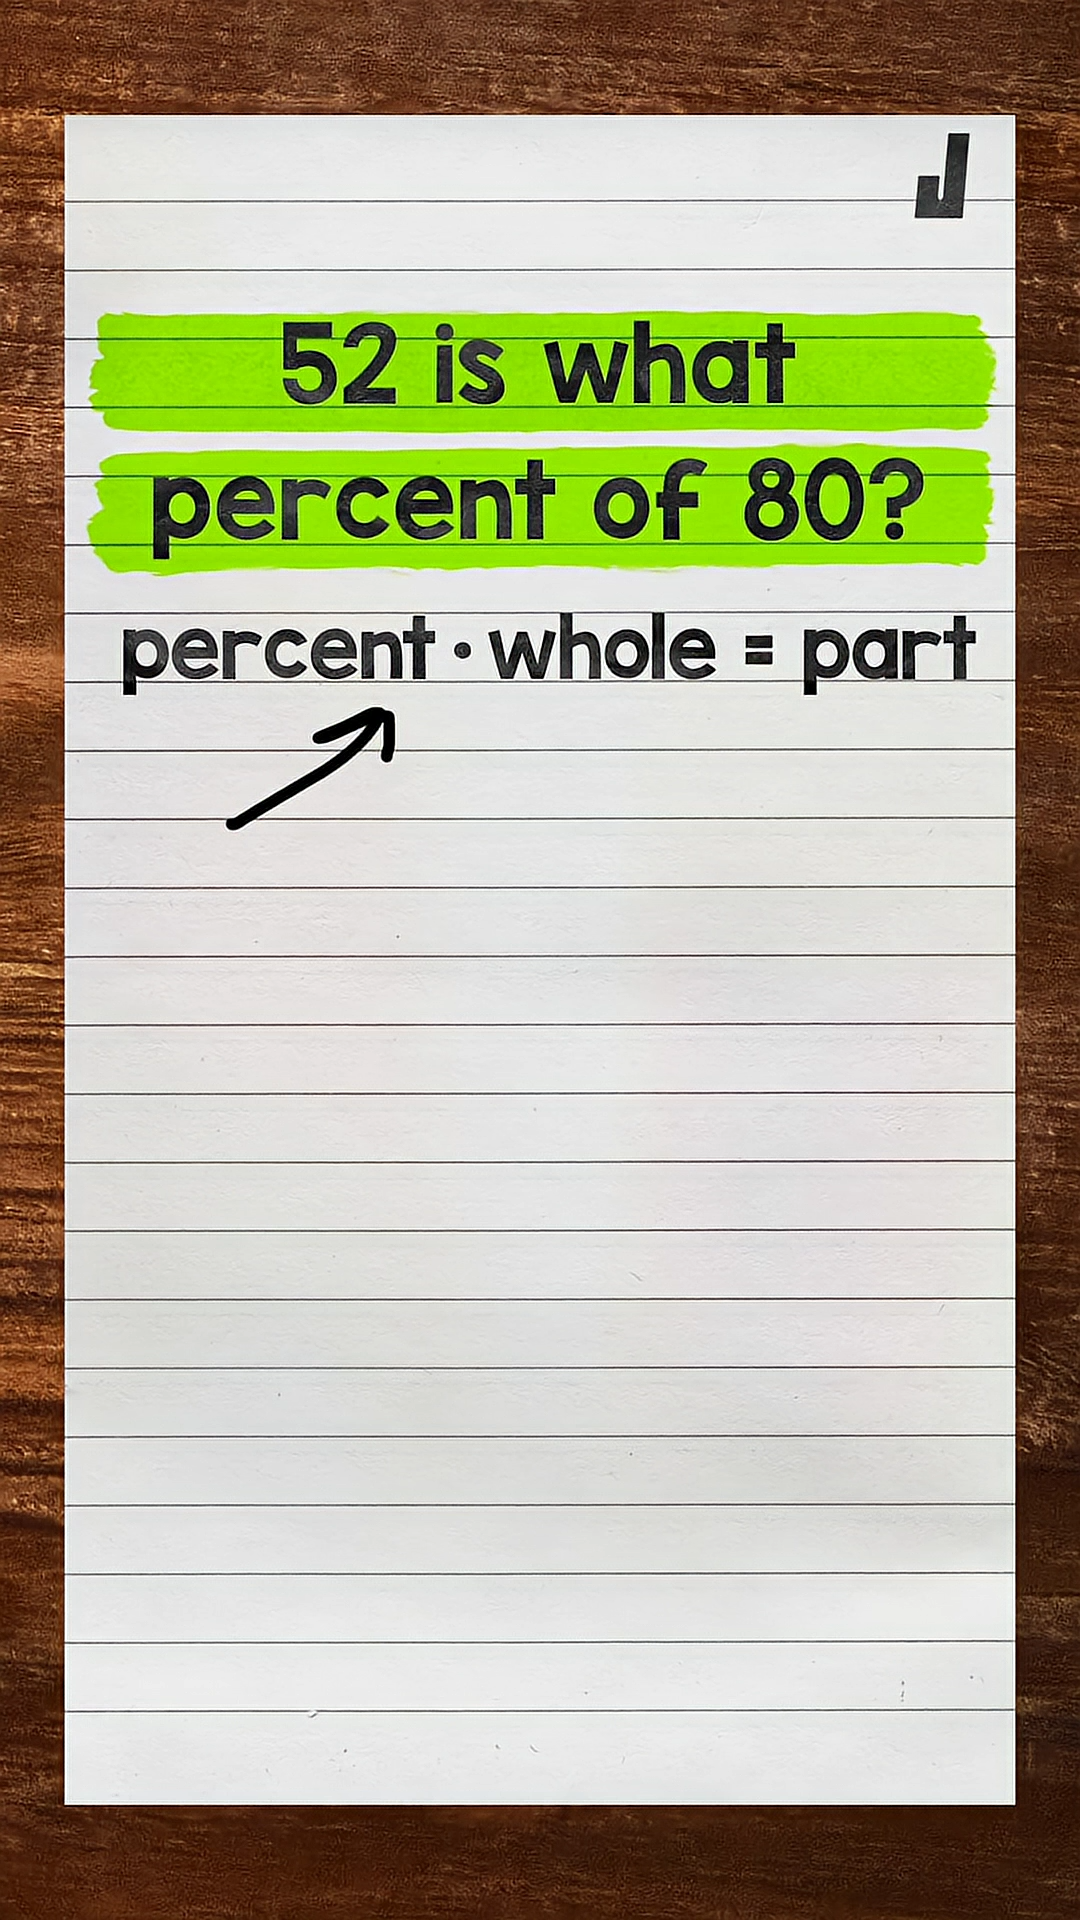 J
52 is what
percent of 80?
percent · whole = part